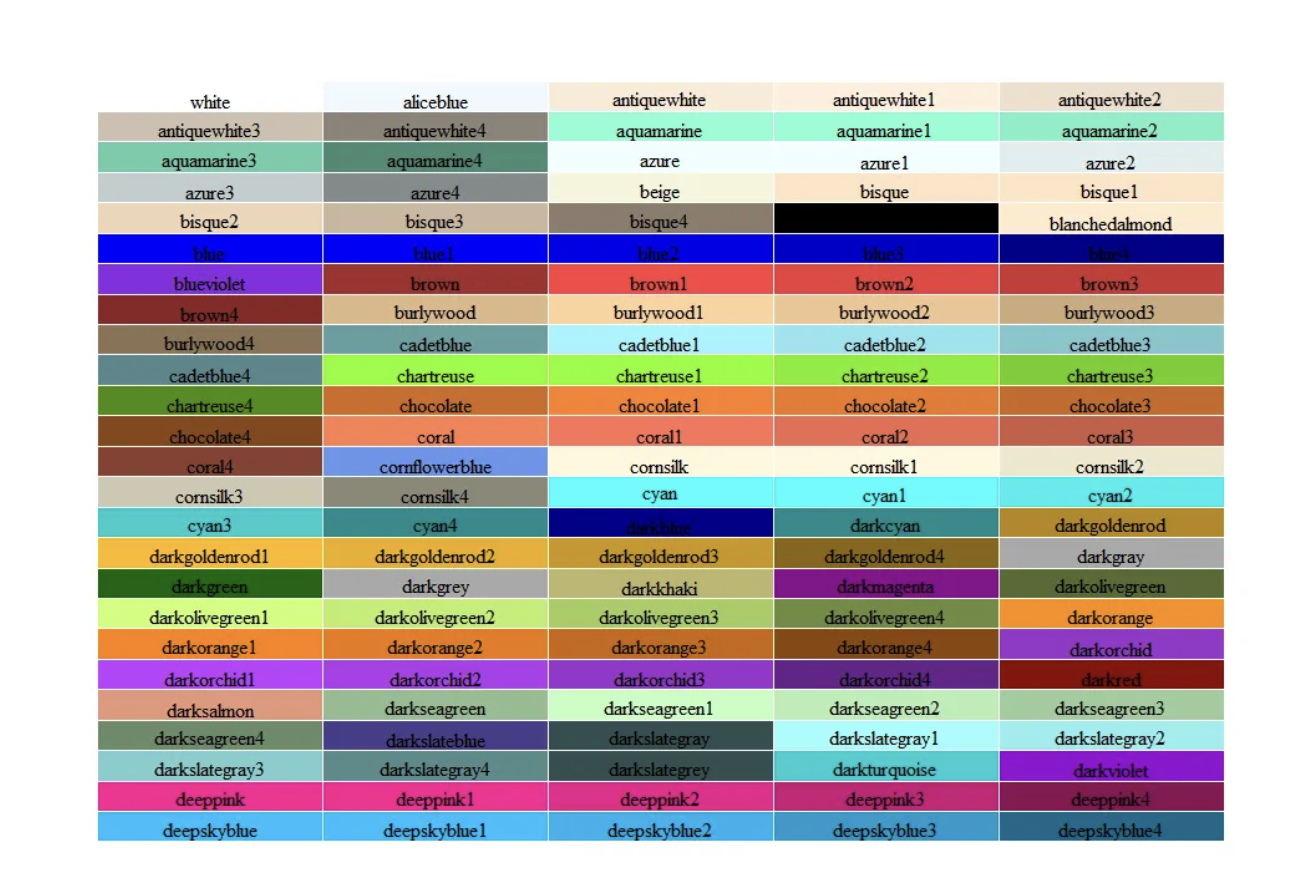 white aliceblue antiquewhite antiquewhite1 antiquewhite2
antiquewhite3 antiquewhite4 aquamarine aquamarine1 aquamarine2
aquamarine3 aquamarine4 azure azure1 azure2
azure3 azure4 beige bisque bisque1
bisque2 bisque3 bisque4 blanchedalmond
blue blue1 blue2 blue3 blue4
blueviolet brown brown1 brown2 brown3
brown4 burlywood burlywood1 burlywood2 burlywood3
burlywood4 cadetblue cadetblue1 cadetblue2 cadetblue3
cadetblue4 chartreuse chartreuse1 chartreuse2 chartreuse3
chartreuse4 chocolate chocolate1 chocolate2 chocolate3
chocolate4 coral coral1 coral2 coral3
coral4 cornflowerblue cornsilk cornsilk1 cornsilk2
cornsilk3 cornsilk4 cyan cyan1 cyan2
cyan3 cyan4 darkblue darkcyan darkgoldenrod
darkgoldenrod1 darkgoldenrod2 darkgoldenrod3 darkgoldenrod4 darkgray
darkgreen darkgrey darkkhaki darkmagenta darkolivegreen
darkolivegreen1 darkolivegreen2 darkolivegreen3 darkolivegreen4 darkorange
darkorange1 darkorange2 darkorange3 darkorange4 darkorchid
darkorchid1 darkorchid2 darkorchid3 darkorchid4 darkred
darksalmon darkseagreen darkseagreen1 darkseagreen2 darkseagreen3
darkseagreen4 darkslateblue darkslategray darkslategray1 darkslategray2
darkslategray3 darkslategray4 darkslategrey darkturquoise darkviolet
deeppink deeppink1 deeppink2 deeppink3 deeppink4
deepskyblue deepskyblue1 deepskyblue2 deepskyblue3 deepskyblue4